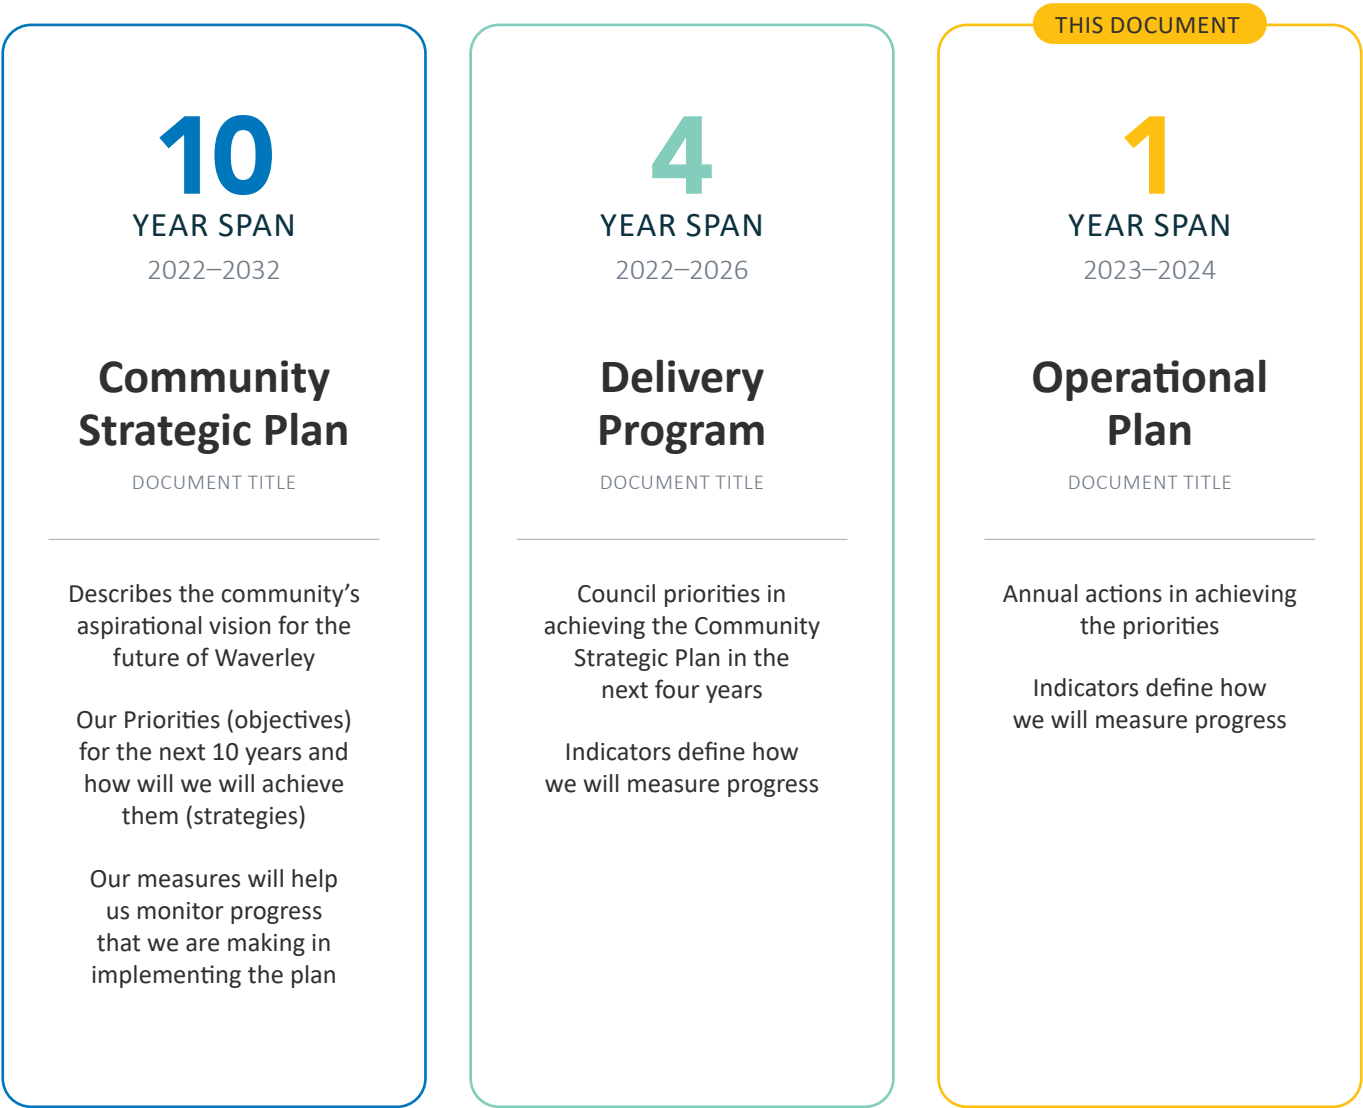 10
YEAR SPAN
2022–2032
Community
Strategic Plan
DOCUMENT TITLE
Describes the community’s
aspirational vision for the
future of Waverley
Our Priorities (objectives)
for the next 10 years and
how will we will achieve
them (strategies)
Our measures will help
us monitor progress
that we are making in
implementing the plan
4
YEAR SPAN
2022–2026
Delivery
Program
DOCUMENT TITLE
Council priorities in
achieving the Community
Strategic Plan in the
next four years
Indicators define how
we will measure progress
THIS DOCUMENT
1
YEAR SPAN
2023–2024
Operational
Plan
DOCUMENT TITLE
Annual actions in achieving
the priorities
Indicators define how
we will measure progress